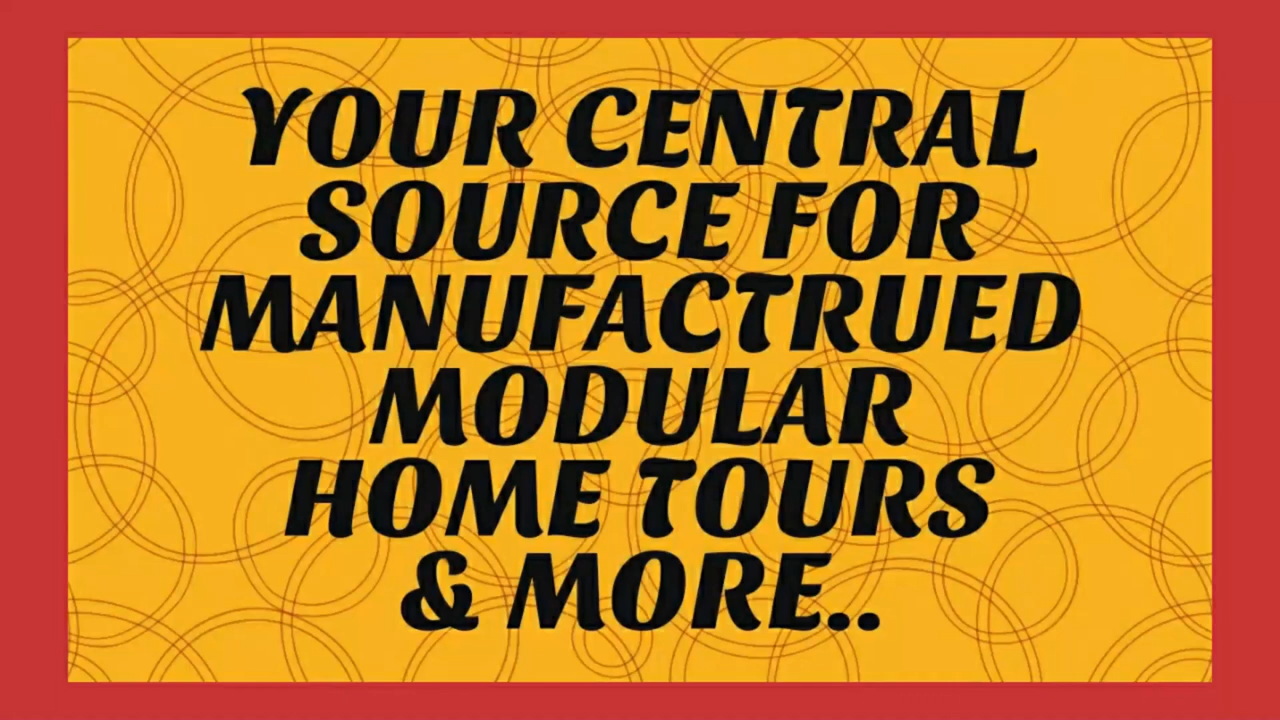 YOUR CENTRAL
SOURCE FOR
MANUFACTRUED
MODULAR
HOME TOURS
& MORE..